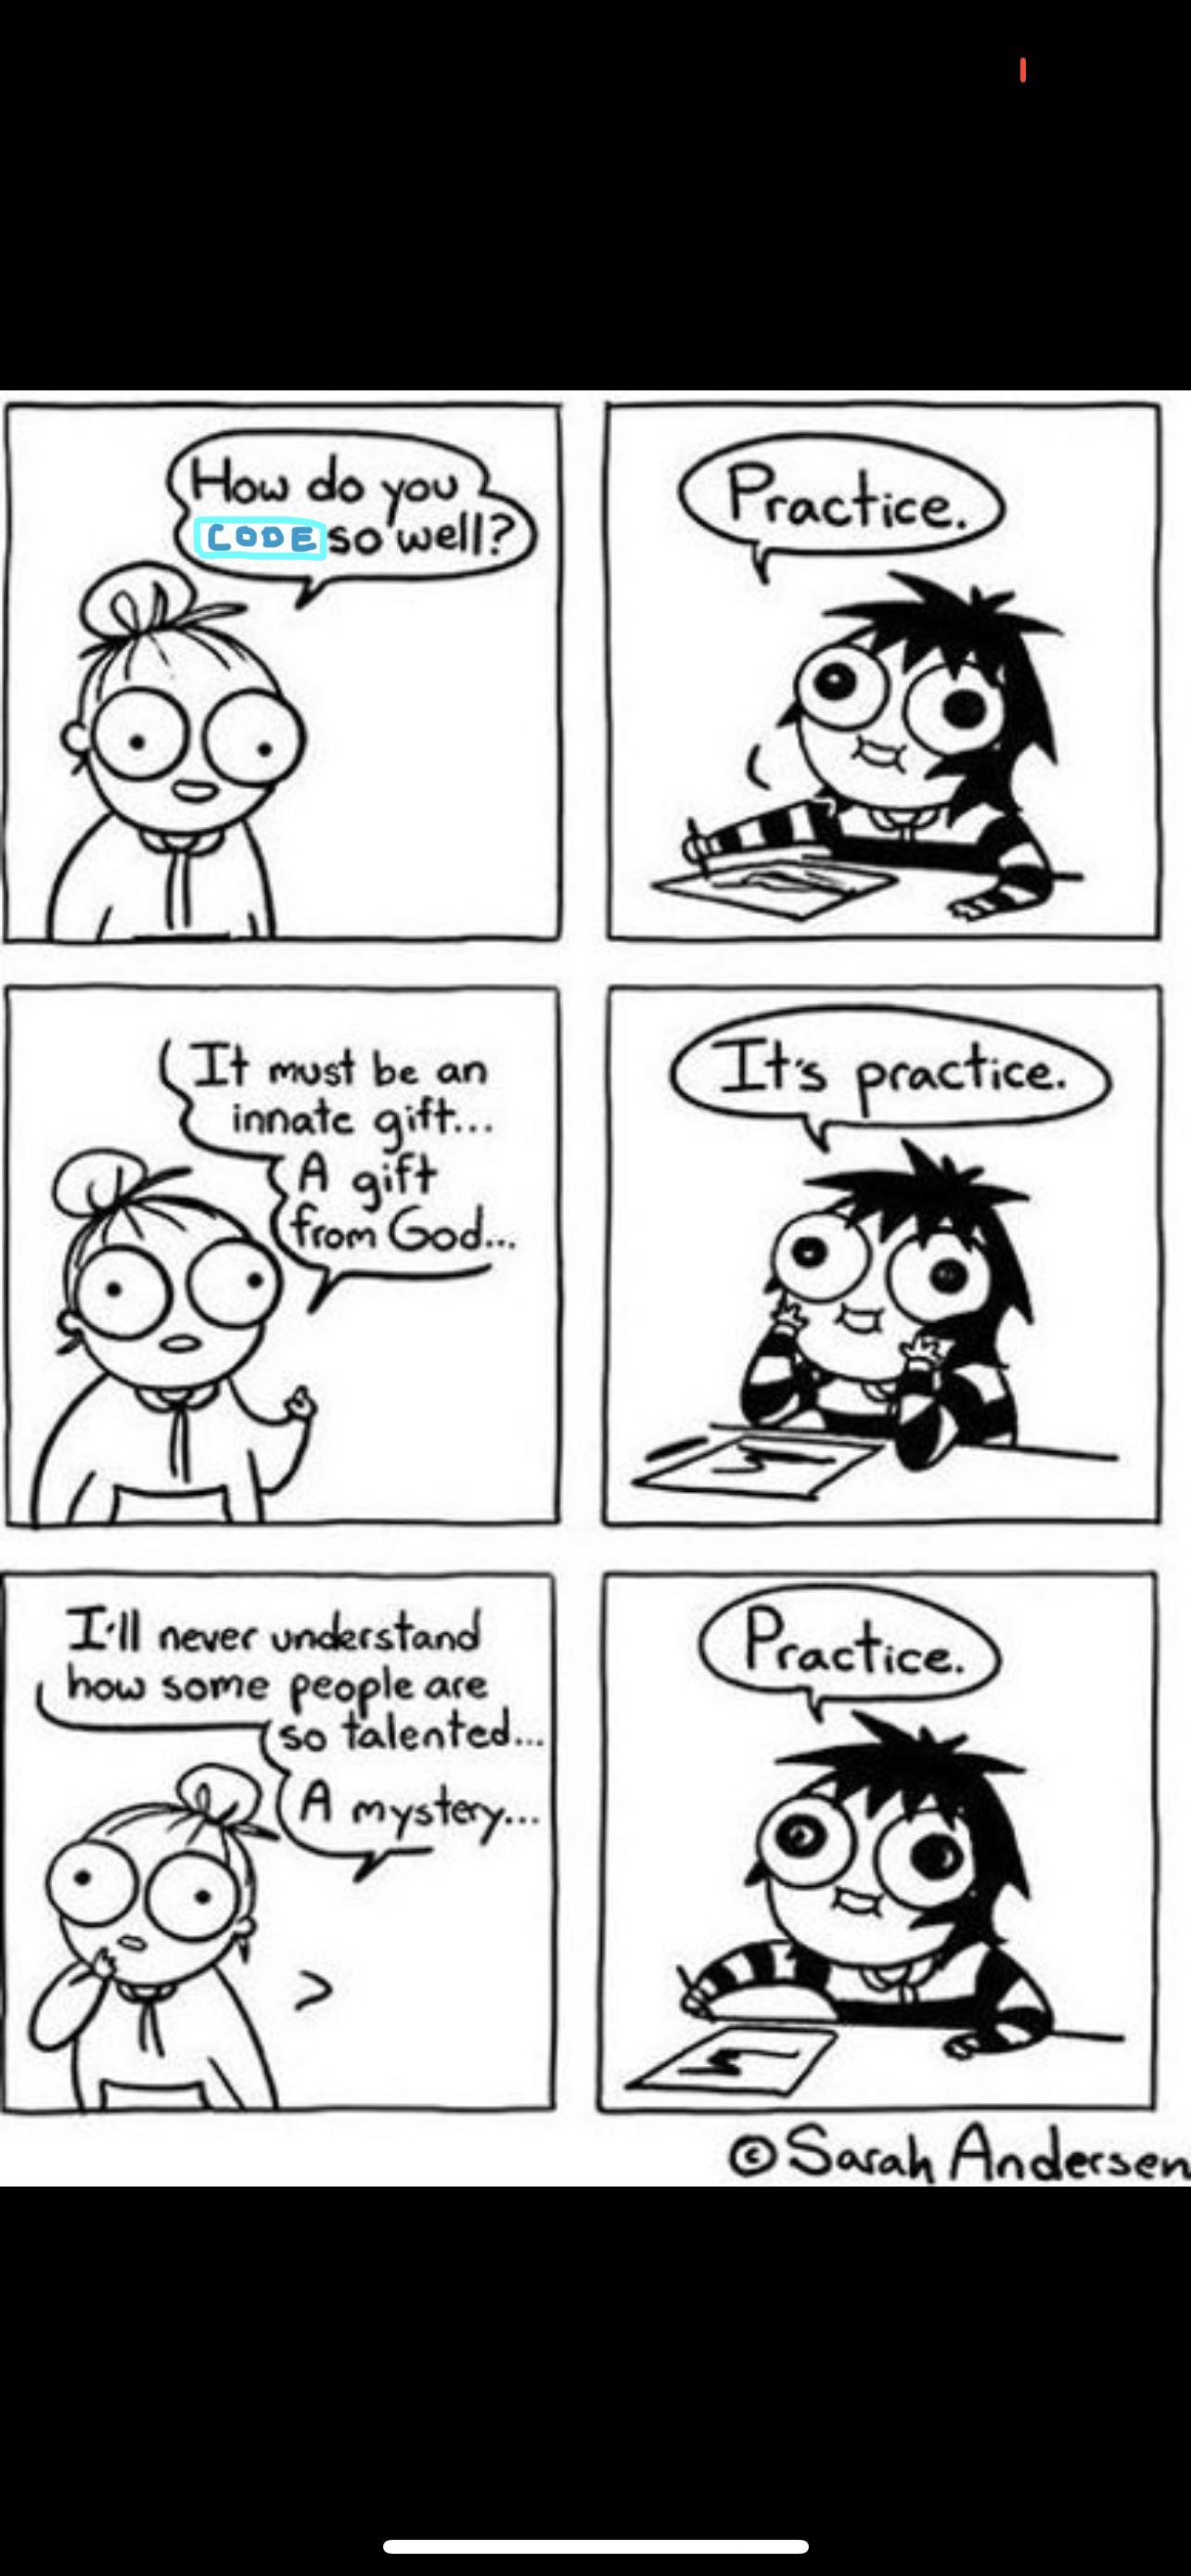 How do you
CODE so well?
Practice.
It must be an
innate gift...
A gift
from God...
It's practice.
I'll never understand
how some people are
so talented...
A mystery...
Practice.
© Sarah Andersen